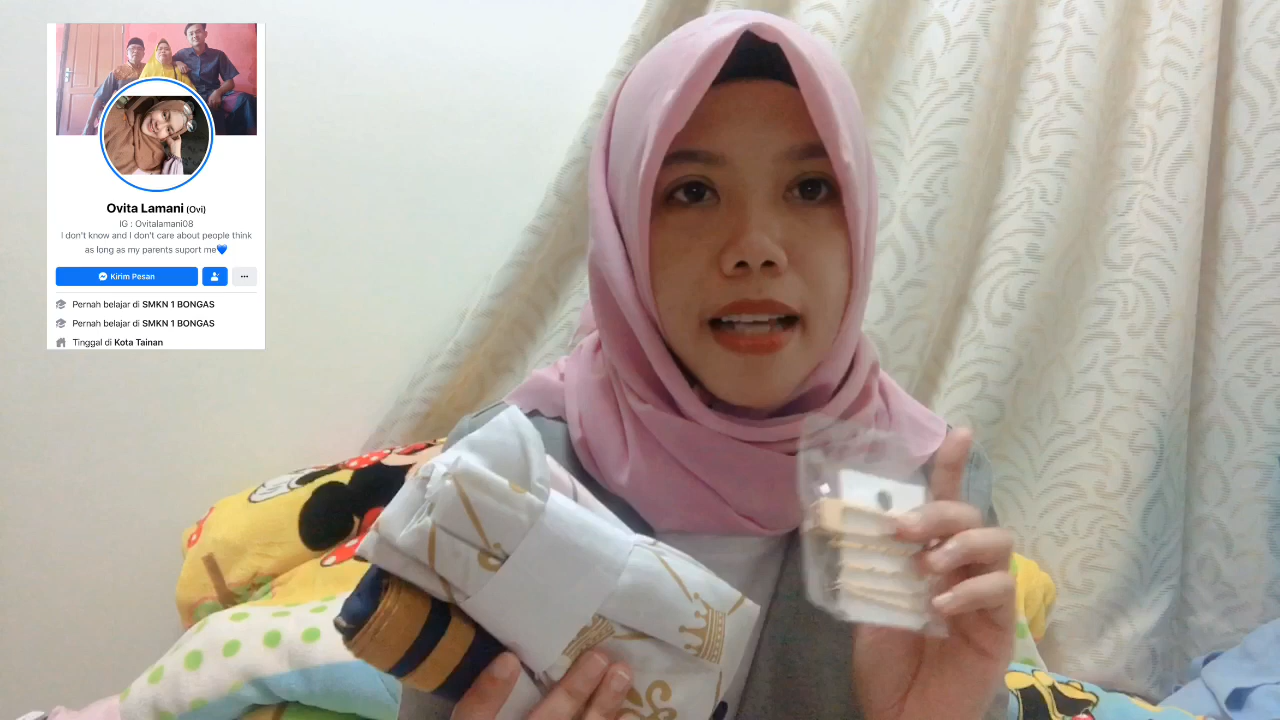 Ovita Lamani (Ovi)
IG : Ovitalamani08
I don't know and I don't care about people think
as long as my parents suport me💙
Kirim Pesan
Pernah belajar di SMKN 1 BONGAS
Pernah belajar di SMKN 1 BONGAS
Tinggal di Kota Tainan